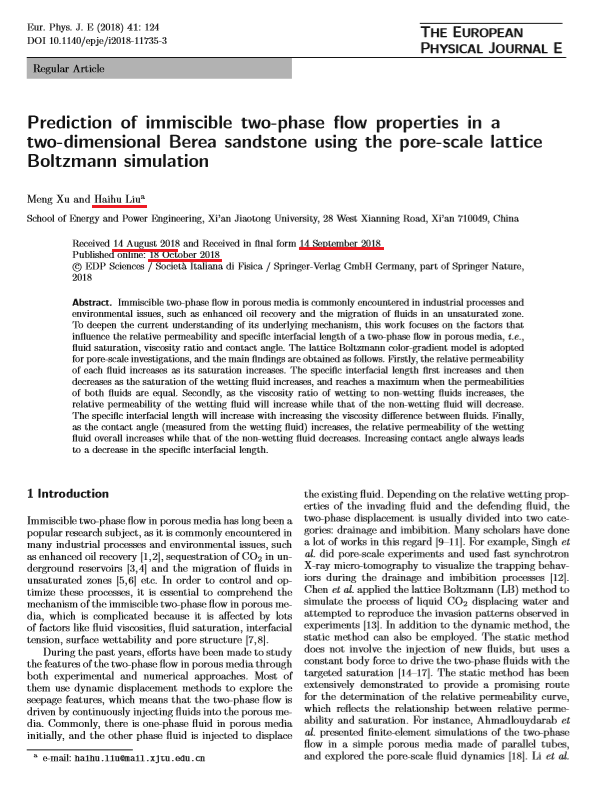 Eur. Phys. J. E (2018) 41: 124
DOI 10.1140/epje/i2018-11735-3
THE EUROPEAN
PHYSICAL JOURNAL E
Regular Article
Prediction of immiscible two-phase flow properties in a
two-dimensional Berea sandstone using the pore-scale lattice
Boltzmann simulation
Meng Xu and Haihu Liuᵃ
School of Energy and Power Engineering, Xi'an Jiaotong University, 28 West Xianning Road, Xi'an 710049, China
Received 14 August 2018 and Received in final form 14 September 2018
Published online: 18 October 2018
© EDP Sciences / Società Italiana di Fisica / Springer-Verlag GmbH Germany, part of Springer Nature,
2018
Abstract. Immiscible two-phase flow in porous media is commonly encountered in industrial processes and
environmental issues, such as enhanced oil recovery and the migration of fluids in an unsaturated zone.
To deepen the current understanding of its underlying mechanism, this work focuses on the factors that
influence the relative permeability and specific interfacial length of a two-phase flow in porous media, i.e.,
fluid saturation, viscosity ratio and contact angle. The lattice Boltzmann color-gradient model is adopted
for pore-scale investigations, and the main findings are obtained as follows. Firstly, the relative permeability
of each fluid increases as its saturation increases. The specific interfacial length first increases and then
decreases as the saturation of the wetting fluid increases, and reaches a maximum when the permeabilities
of both fluids are equal. Secondly, as the viscosity ratio of wetting to non-wetting fluids increases, the
relative permeability of the wetting fluid will increase while that of the non-wetting fluid will decrease.
The specific interfacial length will increase with increasing the viscosity difference between fluids. Finally,
as the contact angle (measured from the wetting fluid) increases, the relative permeability of the wetting
fluid overall increases while that of the non-wetting fluid decreases. Increasing contact angle always leads
to a decrease in the specific interfacial length.
1 Introduction
Immiscible two-phase flow in porous media has long been a
popular research subject, as it is commonly encountered in
many industrial processes and environmental issues, such
as enhanced oil recovery [1,2], sequestration of CO₂ in un-
derground reservoirs [3,4] and the migration of fluids in
unsaturated zones [5,6] etc. In order to control and op-
timize these processes, it is essential to comprehend the
mechanism of the immiscible two-phase flow in porous me-
dia, which is complicated because it is affected by lots
of factors like fluid viscosities, fluid saturation, interfacial
tension, surface wettability and pore structure [7,8].
During the past years, efforts have been made to study
the features of the two-phase flow in porous media through
both experimental and numerical approaches. Most of
them use dynamic displacement methods to explore the
seepage features, which means that the two-phase flow is
driven by continuously injecting fluids into the porous me-
dia. Commonly, there is one-phase fluid in porous media
initially, and the other phase fluid is injected to displace
ᵃ e-mail: haihu.liu@mail.xjtu.edu.cn
the existing fluid. Depending on the relative wetting prop-
erties of the invading fluid and the defending fluid, the
two-phase displacement is usually divided into two cate-
gories: drainage and imbibition. Many scholars have done
a lot of works in this regard [9–11]. For example, Singh et
al. did pore-scale experiments and used fast synchrotron
X-ray micro-tomography to visualize the trapping behav-
iors during the drainage and imbibition processes [12].
Chen et al. applied the lattice Boltzmann (LB) method to
simulate the process of liquid CO₂ displacing water and
attempted to reproduce the invasion patterns observed in
experiments [13]. In addition to the dynamic method, the
static method can also be employed. The static method
does not involve the injection of new fluids, but uses a
constant body force to drive the two-phase fluids with the
targeted saturation [14–17]. The static method has been
extensively demonstrated to provide a promising route
for the determination of the relative permeability curve,
which reflects the relationship between relative perme-
ability and saturation. For instance, Ahmadlouydarab et
al. presented finite-element simulations of the two-phase
flow in a simple porous media made of parallel tubes,
and explored the pore-scale fluid dynamics [18]. Li et al.